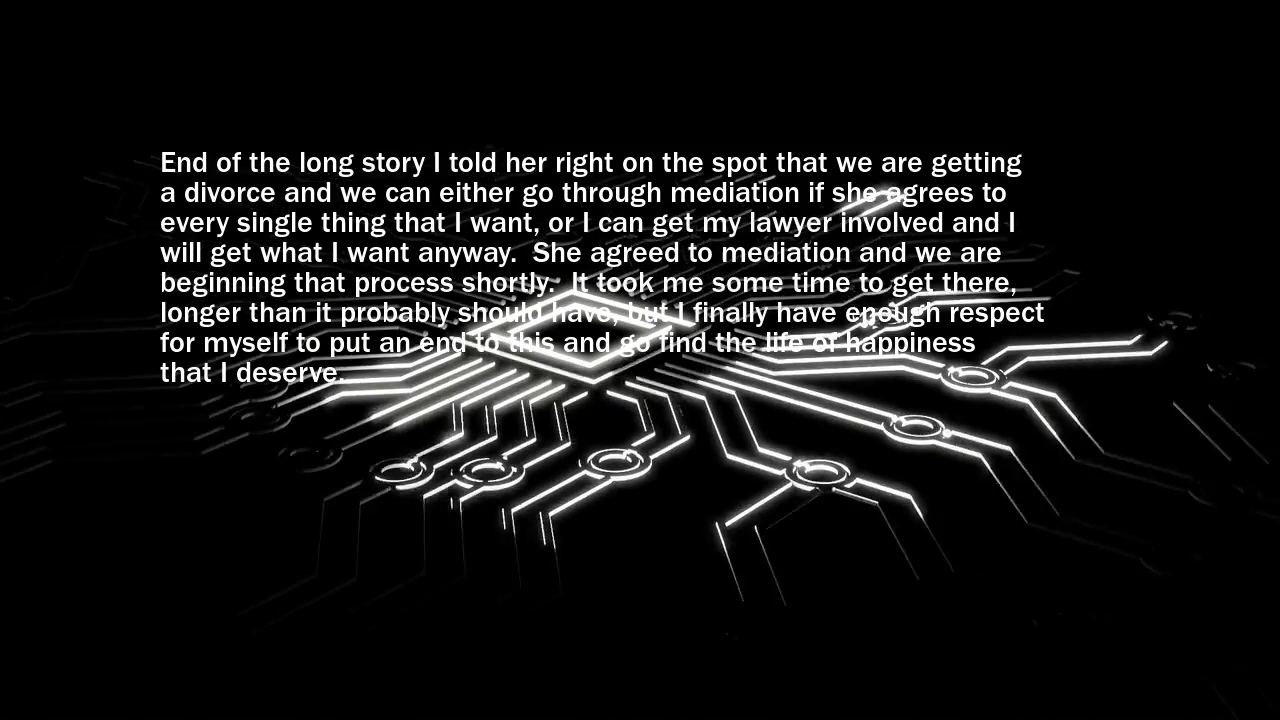 End of the long story I told her right on the spot that we are getting
a divorce and we can either go through mediation if she agrees to
every single thing that I want, or I can get my lawyer involved and I
will get what I want anyway.  She agreed to mediation and we are
beginning that process shortly.  It took me some time to get there,
longer than it probably should have, but I finally have enough respect
for myself to put an end to this and go find the life of happiness
that I deserve.